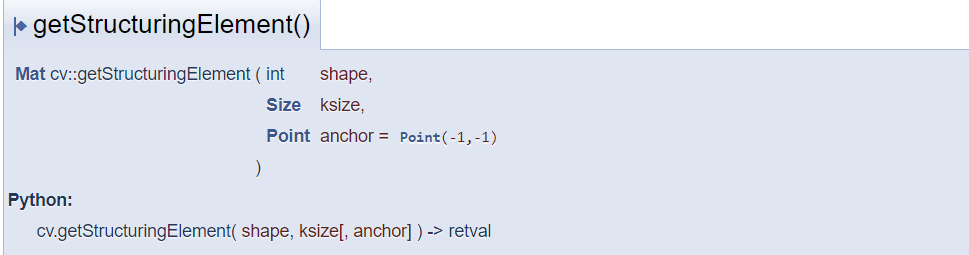 getStructuringElement()
Mat cv::getStructuringElement ( int shape,
Size ksize,
Point anchor = Point(-1,-1)
)
Python:
cv.getStructuringElement( shape, ksize[, anchor] ) -> retval